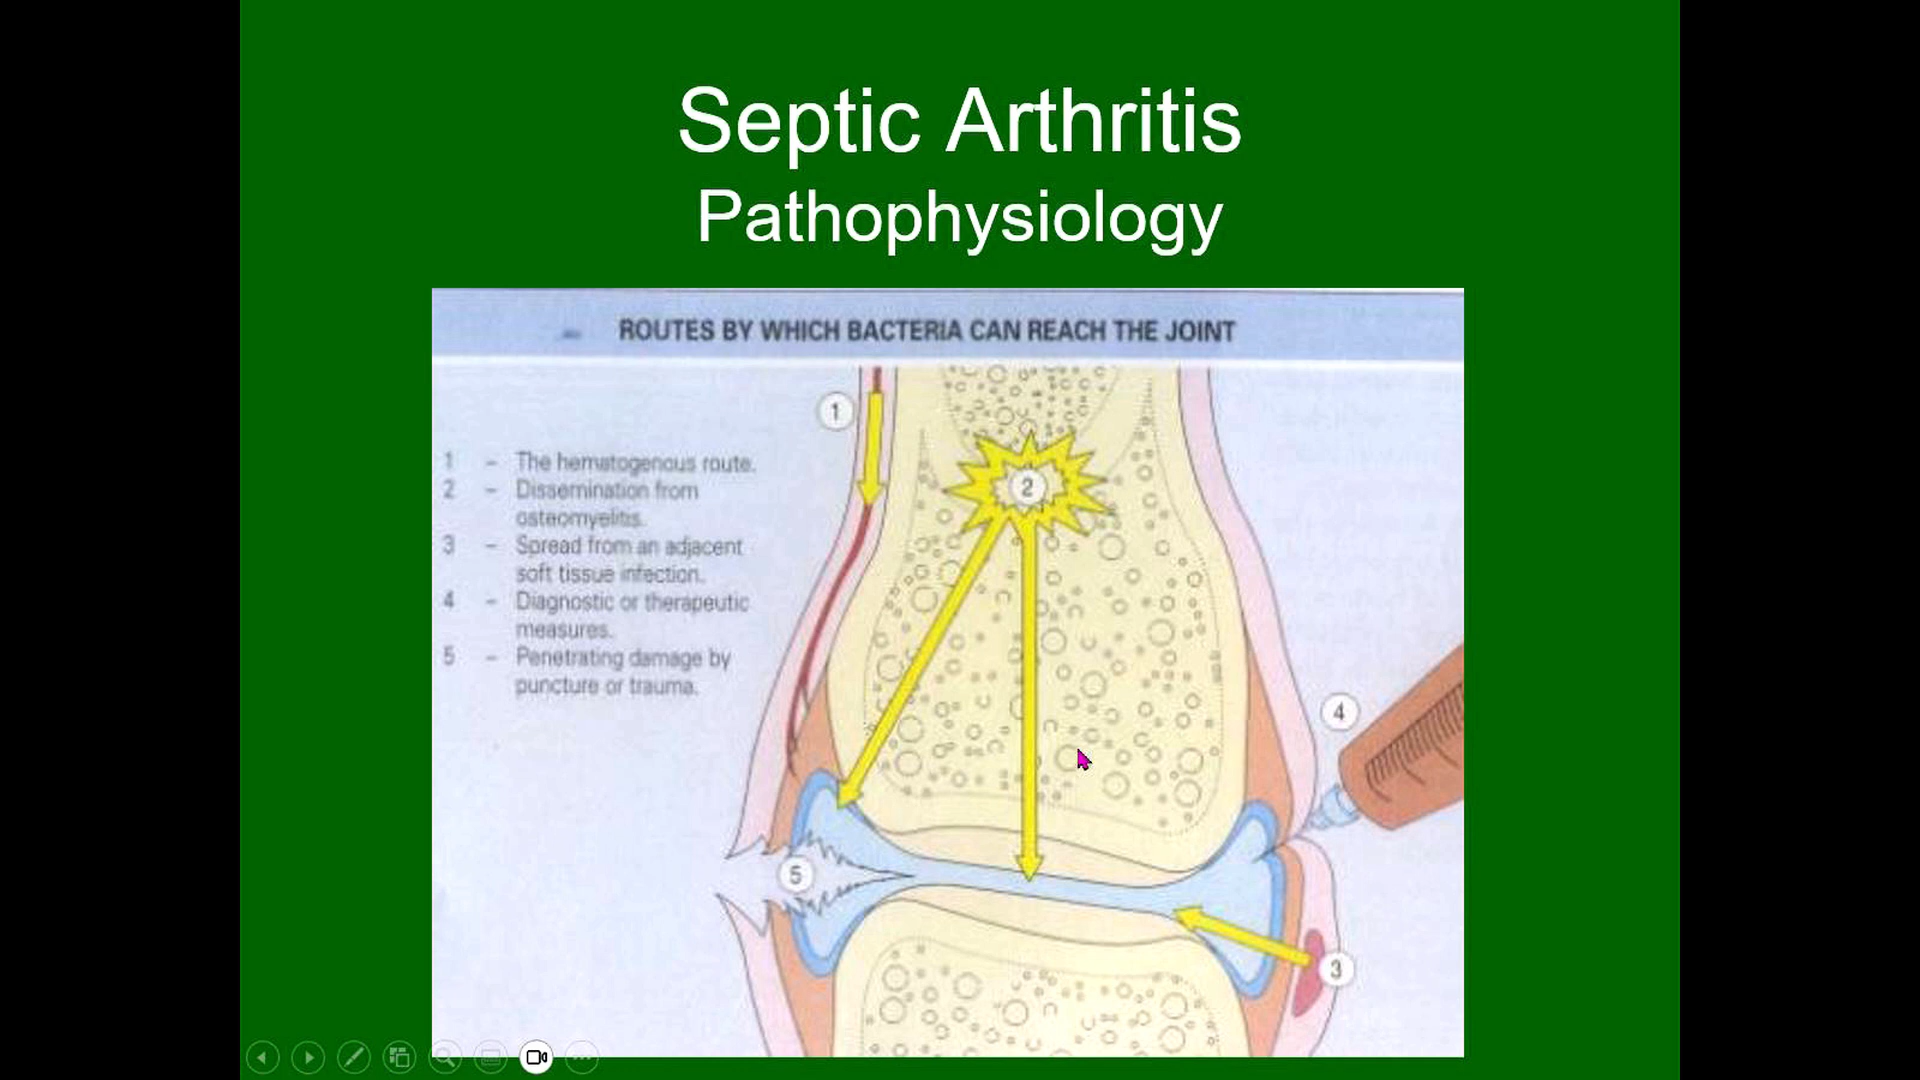 Septic Arthritis
Pathophysiology
ROUTES BY WHICH BACTERIA CAN REACH THE JOINT
1 - The hematogenous route.
2 - Dissemination from
osteomyelitis.
3 - Spread from an adjacent
soft tissue infection.
4 - Diagnostic or therapeutic
measures.
5 - Penetrating damage by
puncture or trauma.
1
2
4
5
3